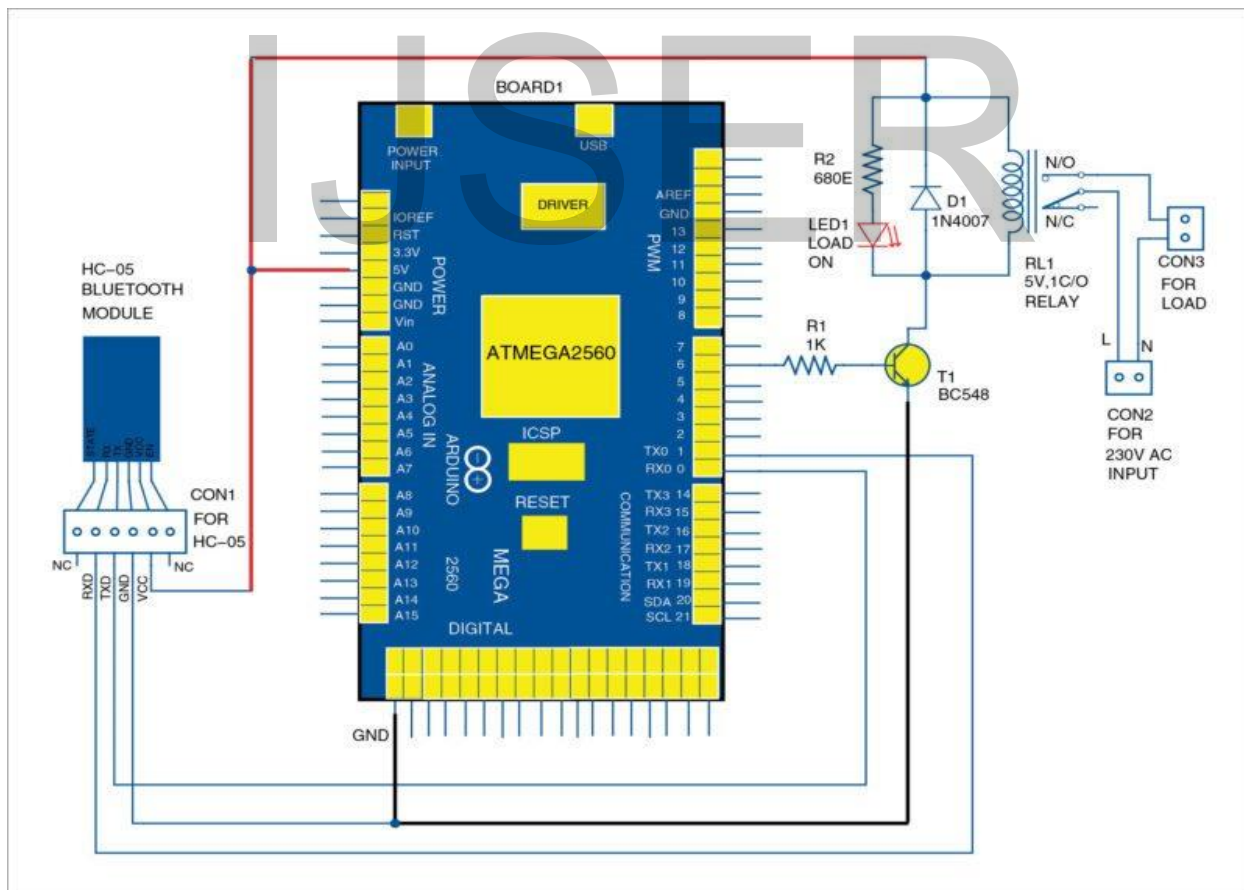 IJSER
BOARD1
POWER
INPUT
USB
DRIVER
IOREF
RST
3.3V
5V
GND
GND
Vin
POWER
A0
A1
A2
A3
A4
A5
A6
A7
ANALOG IN
A8
A9
A10
A11
A12
A13
A14
A15
ATMEGA2560
ICSP
ARDUINO
RESET
MEGA
2560
DIGITAL
AREF
GND
13
12
11
10
9
8
PWM
7
6
5
4
3
2
TX0 1
RX0 0
TX3 14
RX3 15
TX2 16
RX2 17
TX1 18
RX1 19
SDA 20
SCL 21
COMMUNICATION
GND
HC-05
BLUETOOTH
MODULE
STATE
RX
TX
GND
VCC
EN
CON1
FOR
HC-05
NC
NC
RXD
TXD
GND
VCC
R2
680E
LED1
LOAD
ON
D1
1N4007
N/O
N/C
RL1
5V,1C/O
RELAY
CON3
FOR
LOAD
R1
1K
T1
BC548
L
N
CON2
FOR
230V AC
INPUT